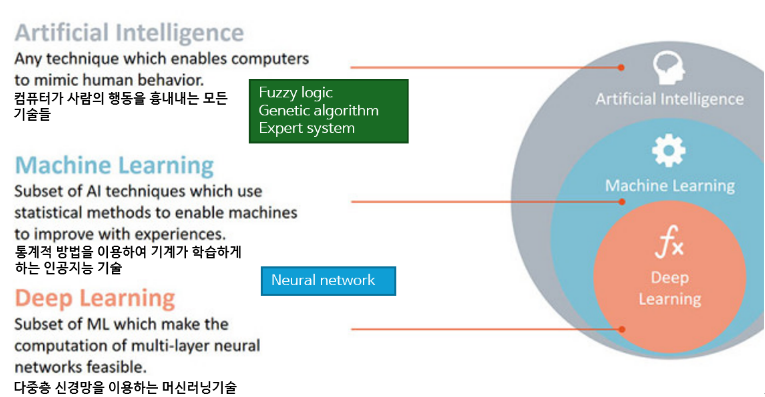 Artificial Intelligence
Any technique which enables computers
to mimic human behavior.
컴퓨터가 사람의 행동을 흉내내는 모든
기술들
Fuzzy logic
Genetic algorithm
Expert system
Machine Learning
Subset of AI techniques which use
statistical methods to enable machines
to improve with experiences.
통계적 방법을 이용하여 기계가 학습하게
하는 인공지능 기술
Neural network
Deep Learning
Subset of ML which make the
computation of multi-layer neural
networks feasible.
다중층 신경망을 이용하는 머신러닝기술
Artificial Intelligence
Machine Learning
fx
Deep
Learning